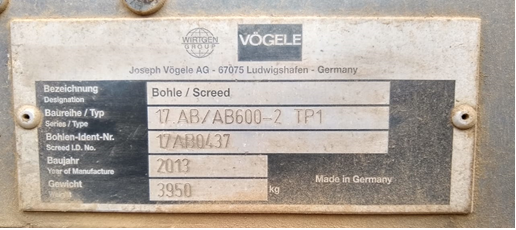 WIRTGEN
GROUP
VÖGELE
Joseph Vögele AG - 67075 Ludwigshafen - Germany
Bezeichnung
Designation
Bohle / Screed
Baureihe / Typ
Series / Type
17 AB/AB600-2 TP1
Bohlen-Ident-Nr.
Screed I.D. No.
17AB0437
Baujahr
Year of Manufacture
2013
Gewicht
Weight
3950 kg
Made in Germany